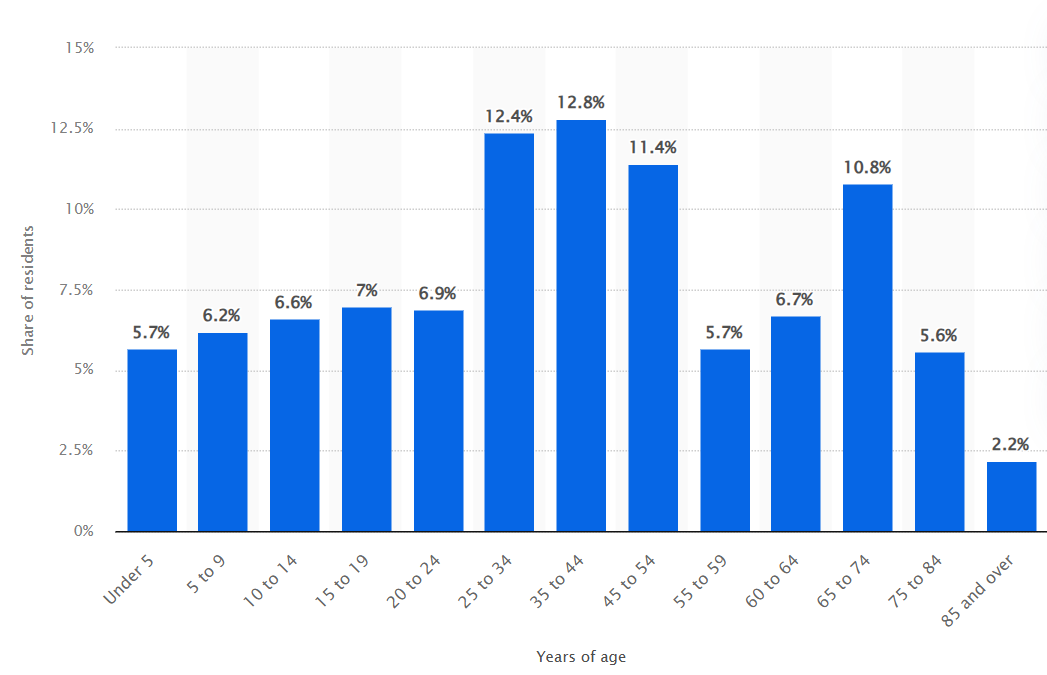 15%
12.5%
10%
7.5%
5%
2.5%
0%
Share of residents
5.7%
6.2%
6.6%
7%
6.9%
12.4%
12.8%
11.4%
5.7%
6.7%
10.8%
5.6%
2.2%
Under 5
5 to 9
10 to 14
15 to 19
20 to 24
25 to 34
35 to 44
45 to 54
55 to 59
60 to 64
65 to 74
75 to 84
85 and over
Years of age